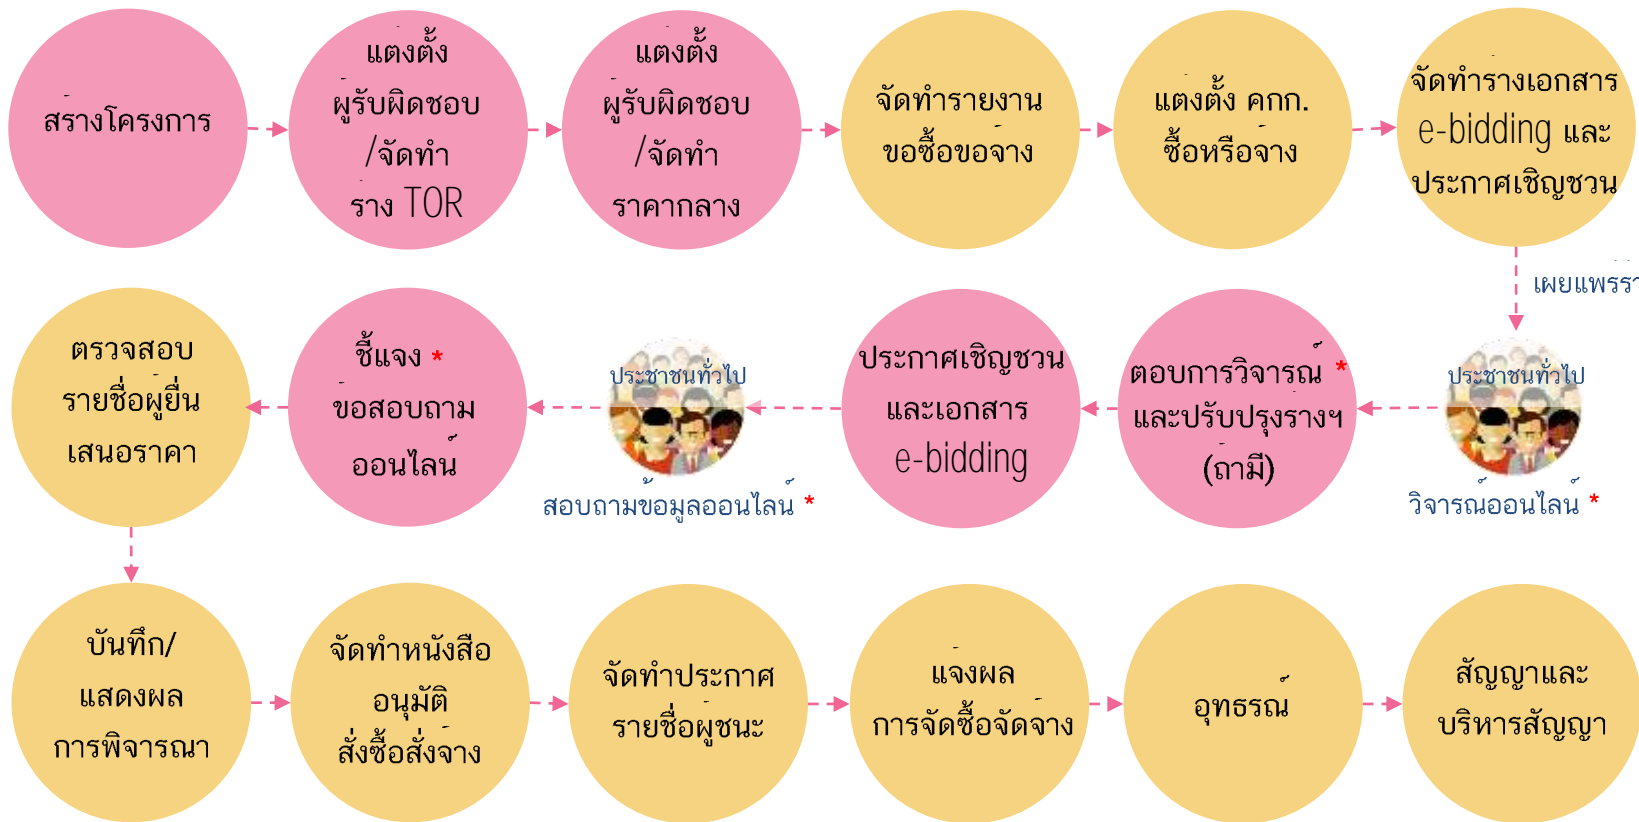 สร้างโครงการ
แต่งตั้ง
ผู้รับผิดชอบ
/จัดทำ
ร่าง TOR
แต่งตั้ง
ผู้รับผิดชอบ
/จัดทำ
ราคากลาง
จัดทำรายงาน
ขอซื้อขอจ้าง
แต่งตั้ง คกก.
ซื้อหรือจ้าง
จัดทำร่างเอกสาร
e-bidding และ
ประกาศเชิญชวน
เผยแพร่ร่า
ประชาชนทั่วไป
วิจารณ์ออนไลน์ *
ตอบการวิจารณ์ *
และปรับปรุงร่างฯ
(ถ้ามี)
ประกาศเชิญชวน
และเอกสาร
e-bidding
ประชาชนทั่วไป
สอบถามข้อมูลออนไลน์ *
ชี้แจง *
ข้อสอบถาม
ออนไลน์
ตรวจสอบ
รายชื่อผู้ยื่น
เสนอราคา
บันทึก/
แสดงผล
การพิจารณา
จัดทำหนังสือ
อนุมัติ
สั่งซื้อสั่งจ้าง
จัดทำประกาศ
รายชื่อผู้ชนะ
แจ้งผล
การจัดซื้อจัดจ้าง
อุทธรณ์
สัญญาและ
บริหารสัญญา